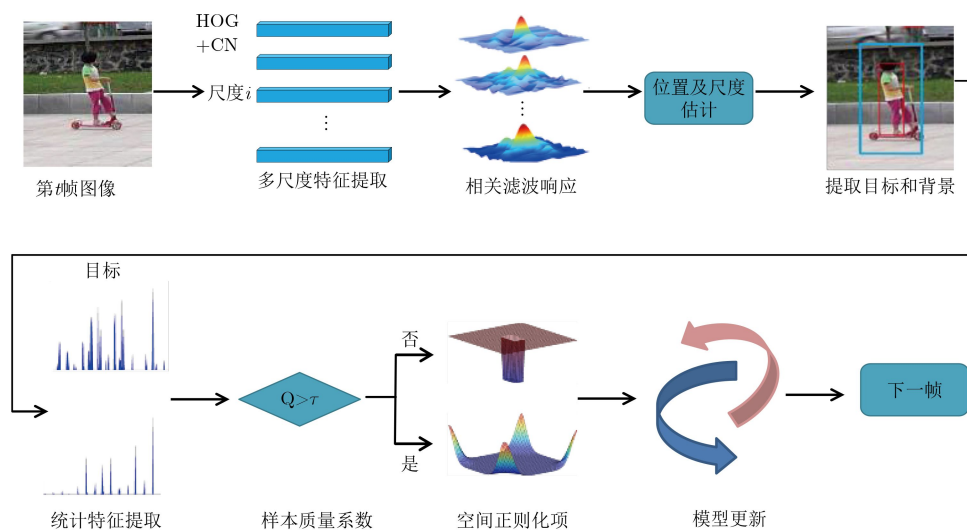 HOG
+CN
尺度i
⋮
多尺度特征提取
第t帧图像
⋯
相关滤波响应
位置及尺度
估计
提取目标和背景
目标
统计特征提取
Q>τ
样本质量系数
否
是
空间正则化项
模型更新
下一帧